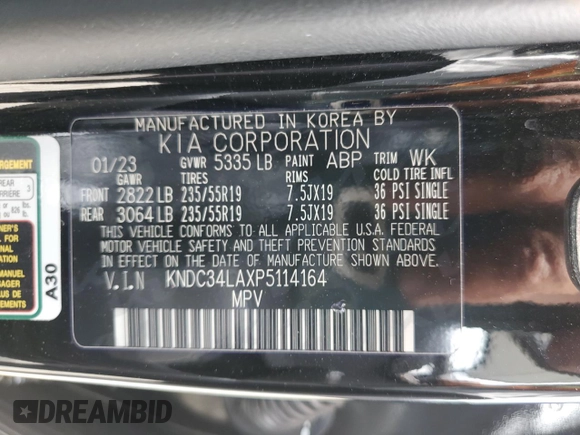 MANUFACTURED IN KOREA BY
KIA CORPORATION
01/23 GVWR 5335 LB PAINT ABP TRIM WK
GAWR TIRES RIMS COLD TIRE INFL
FRONT 2822 LB 235/55R19 7.5JX19 36 PSI SINGLE
REAR 3064 LB 235/55R19 7.5JX19 36 PSI SINGLE
THIS VEHICLE CONFORMS TO ALL APPLICABLE U.S.A. FEDERAL
MOTOR VEHICLE SAFETY AND THEFT PREVENTION STANDARDS
IN EFFECT ON THE DATE OF MANUFACTURE SHOWN ABOVE
V.I.N KNDC34LAXP5114164
MPV
A30
REAR
DREAMBID